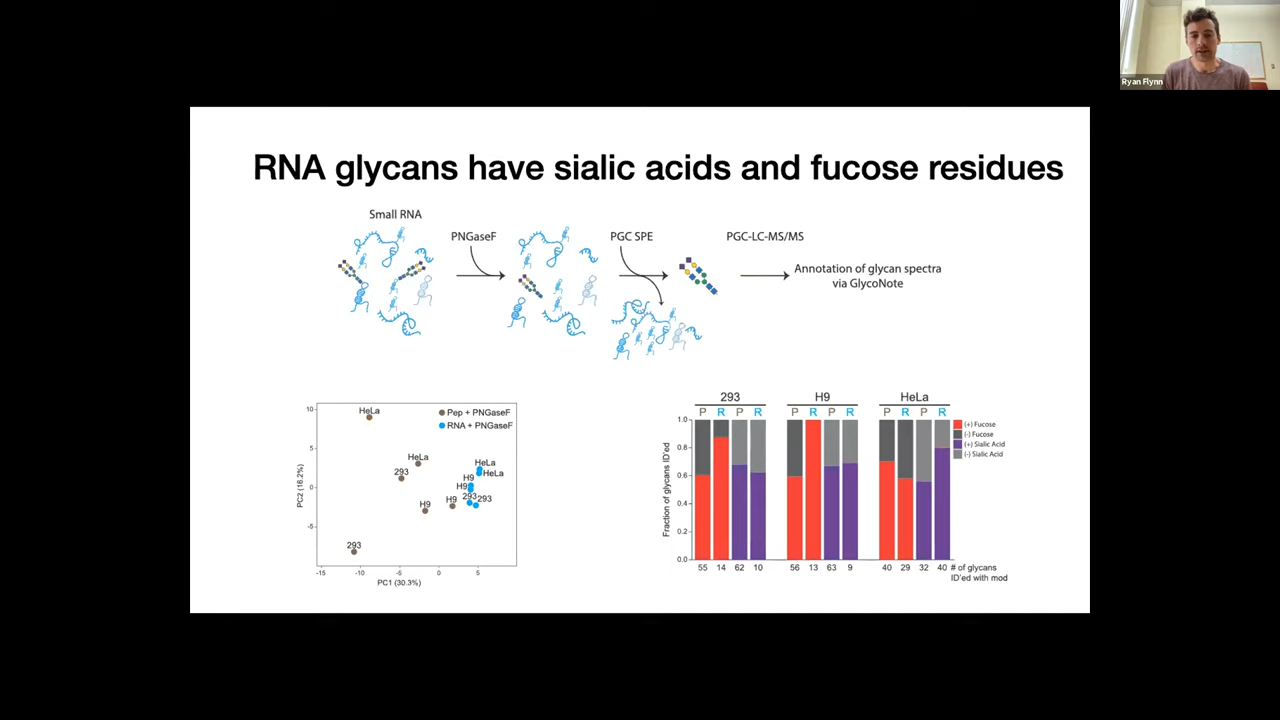 Ryan Flynn
RNA glycans have sialic acids and fucose residues
Small RNA
PNGaseF
PGC SPE
PGC-LC-MS/MS
Annotation of glycan spectra
via GlycoNote
10
5
0
-5
-15
-10
-5
0
5
PC2 (16.2%)
PC1 (30.3%)
HeLa
HeLa
293
H9
H9
293
HeLa
HeLa
H9
H9
293
293
Pep + PNGaseF
RNA + PNGaseF
293
H9
HeLa
P R P R
P R P R
P R P R
Fraction of glycans ID'ed
1.0
0.8
0.6
0.4
0.2
0.0
55 14 62 10
56 13 63 9
40 29 32 40
# of glycans
ID'ed with mod
(+) Fucose
(-) Fucose
(+) Sialic Acid
(-) Sialic Acid